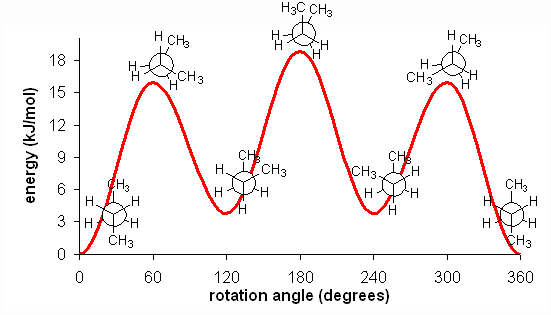 H₃C CH₃
H H
H H
H CH₃
H CH₃
H H
H CH₃
H H
CH₃ H
18
15
12
9
6
3
0
energy (kJ/mol)
CH₃
H H
H H
CH₃
CH₃
H CH₃
H H
H
CH₃
CH₃ H
H H
H
CH₃
H H
H H
CH₃
0 60 120 180 240 300 360
rotation angle (degrees)